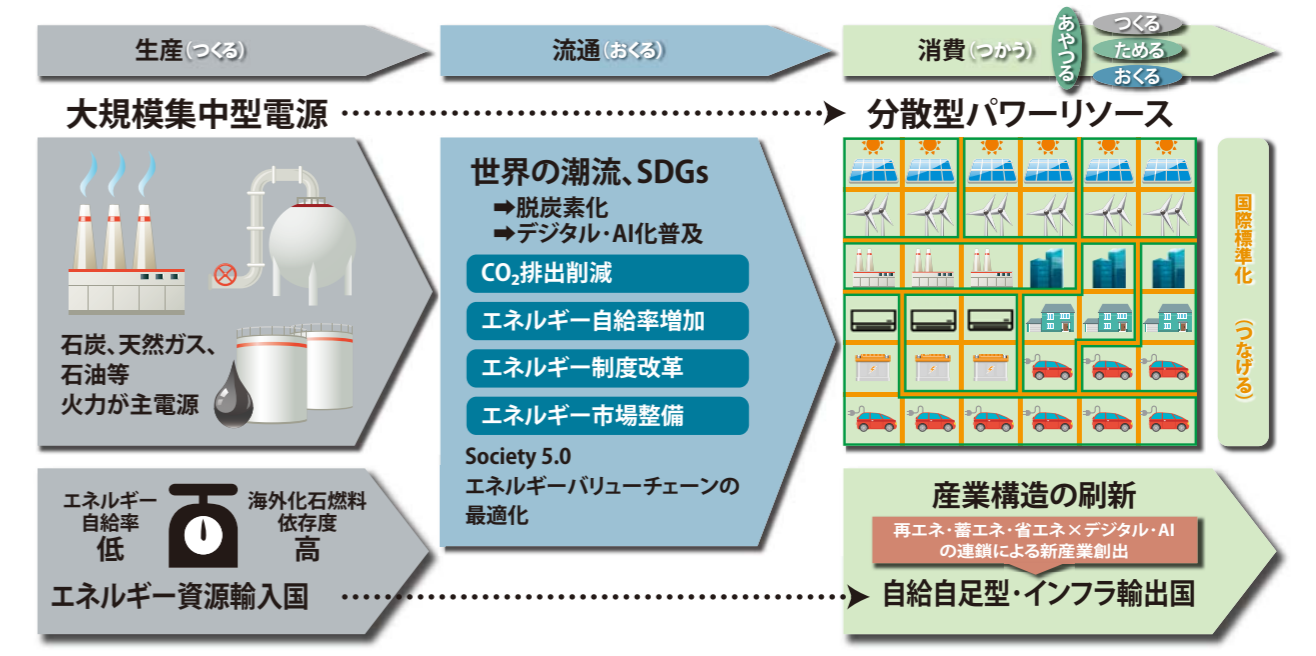 生産(つくる)
流通(おくる)
消費(つかう)
あやつる
つくる
ためる
おくる
大規模集中型電源
分散型パワーリソース
石炭、天然ガス、
石油等
火力が主電源
世界の潮流、SDGs
➡脱炭素化
➡デジタル・AI化普及
CO₂排出削減
エネルギー自給率増加
エネルギー制度改革
エネルギー市場整備
Society 5.0
エネルギーバリューチェーンの
最適化
国際標準化 (つなげる)
エネルギー
自給率
低
海外化石燃料
依存度
高
エネルギー資源輸入国
産業構造の刷新
再エネ・蓄エネ・省エネ×デジタル・AI
の連鎖による新産業創出
自給自足型・インフラ輸出国